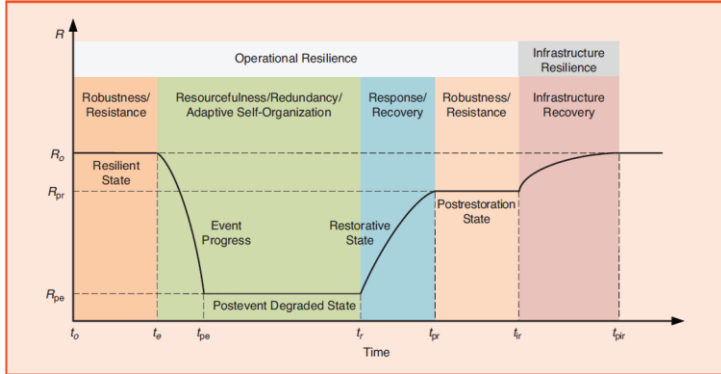 R
Operational Resilience
Infrastructure
Resilience
Robustness/
Resistance
Resourcefulness/Redundancy/
Adaptive Self-Organization
Response/
Recovery
Robustness/
Resistance
Infrastructure
Recovery
Rₒ
Resilient
State
Rpr
Event
Progress
Restorative
State
Postrestoration
State
Rpe
Postevent Degraded State
tₒ
tₑ
tpe
tᵣ
tpr
tir
tpir
Time